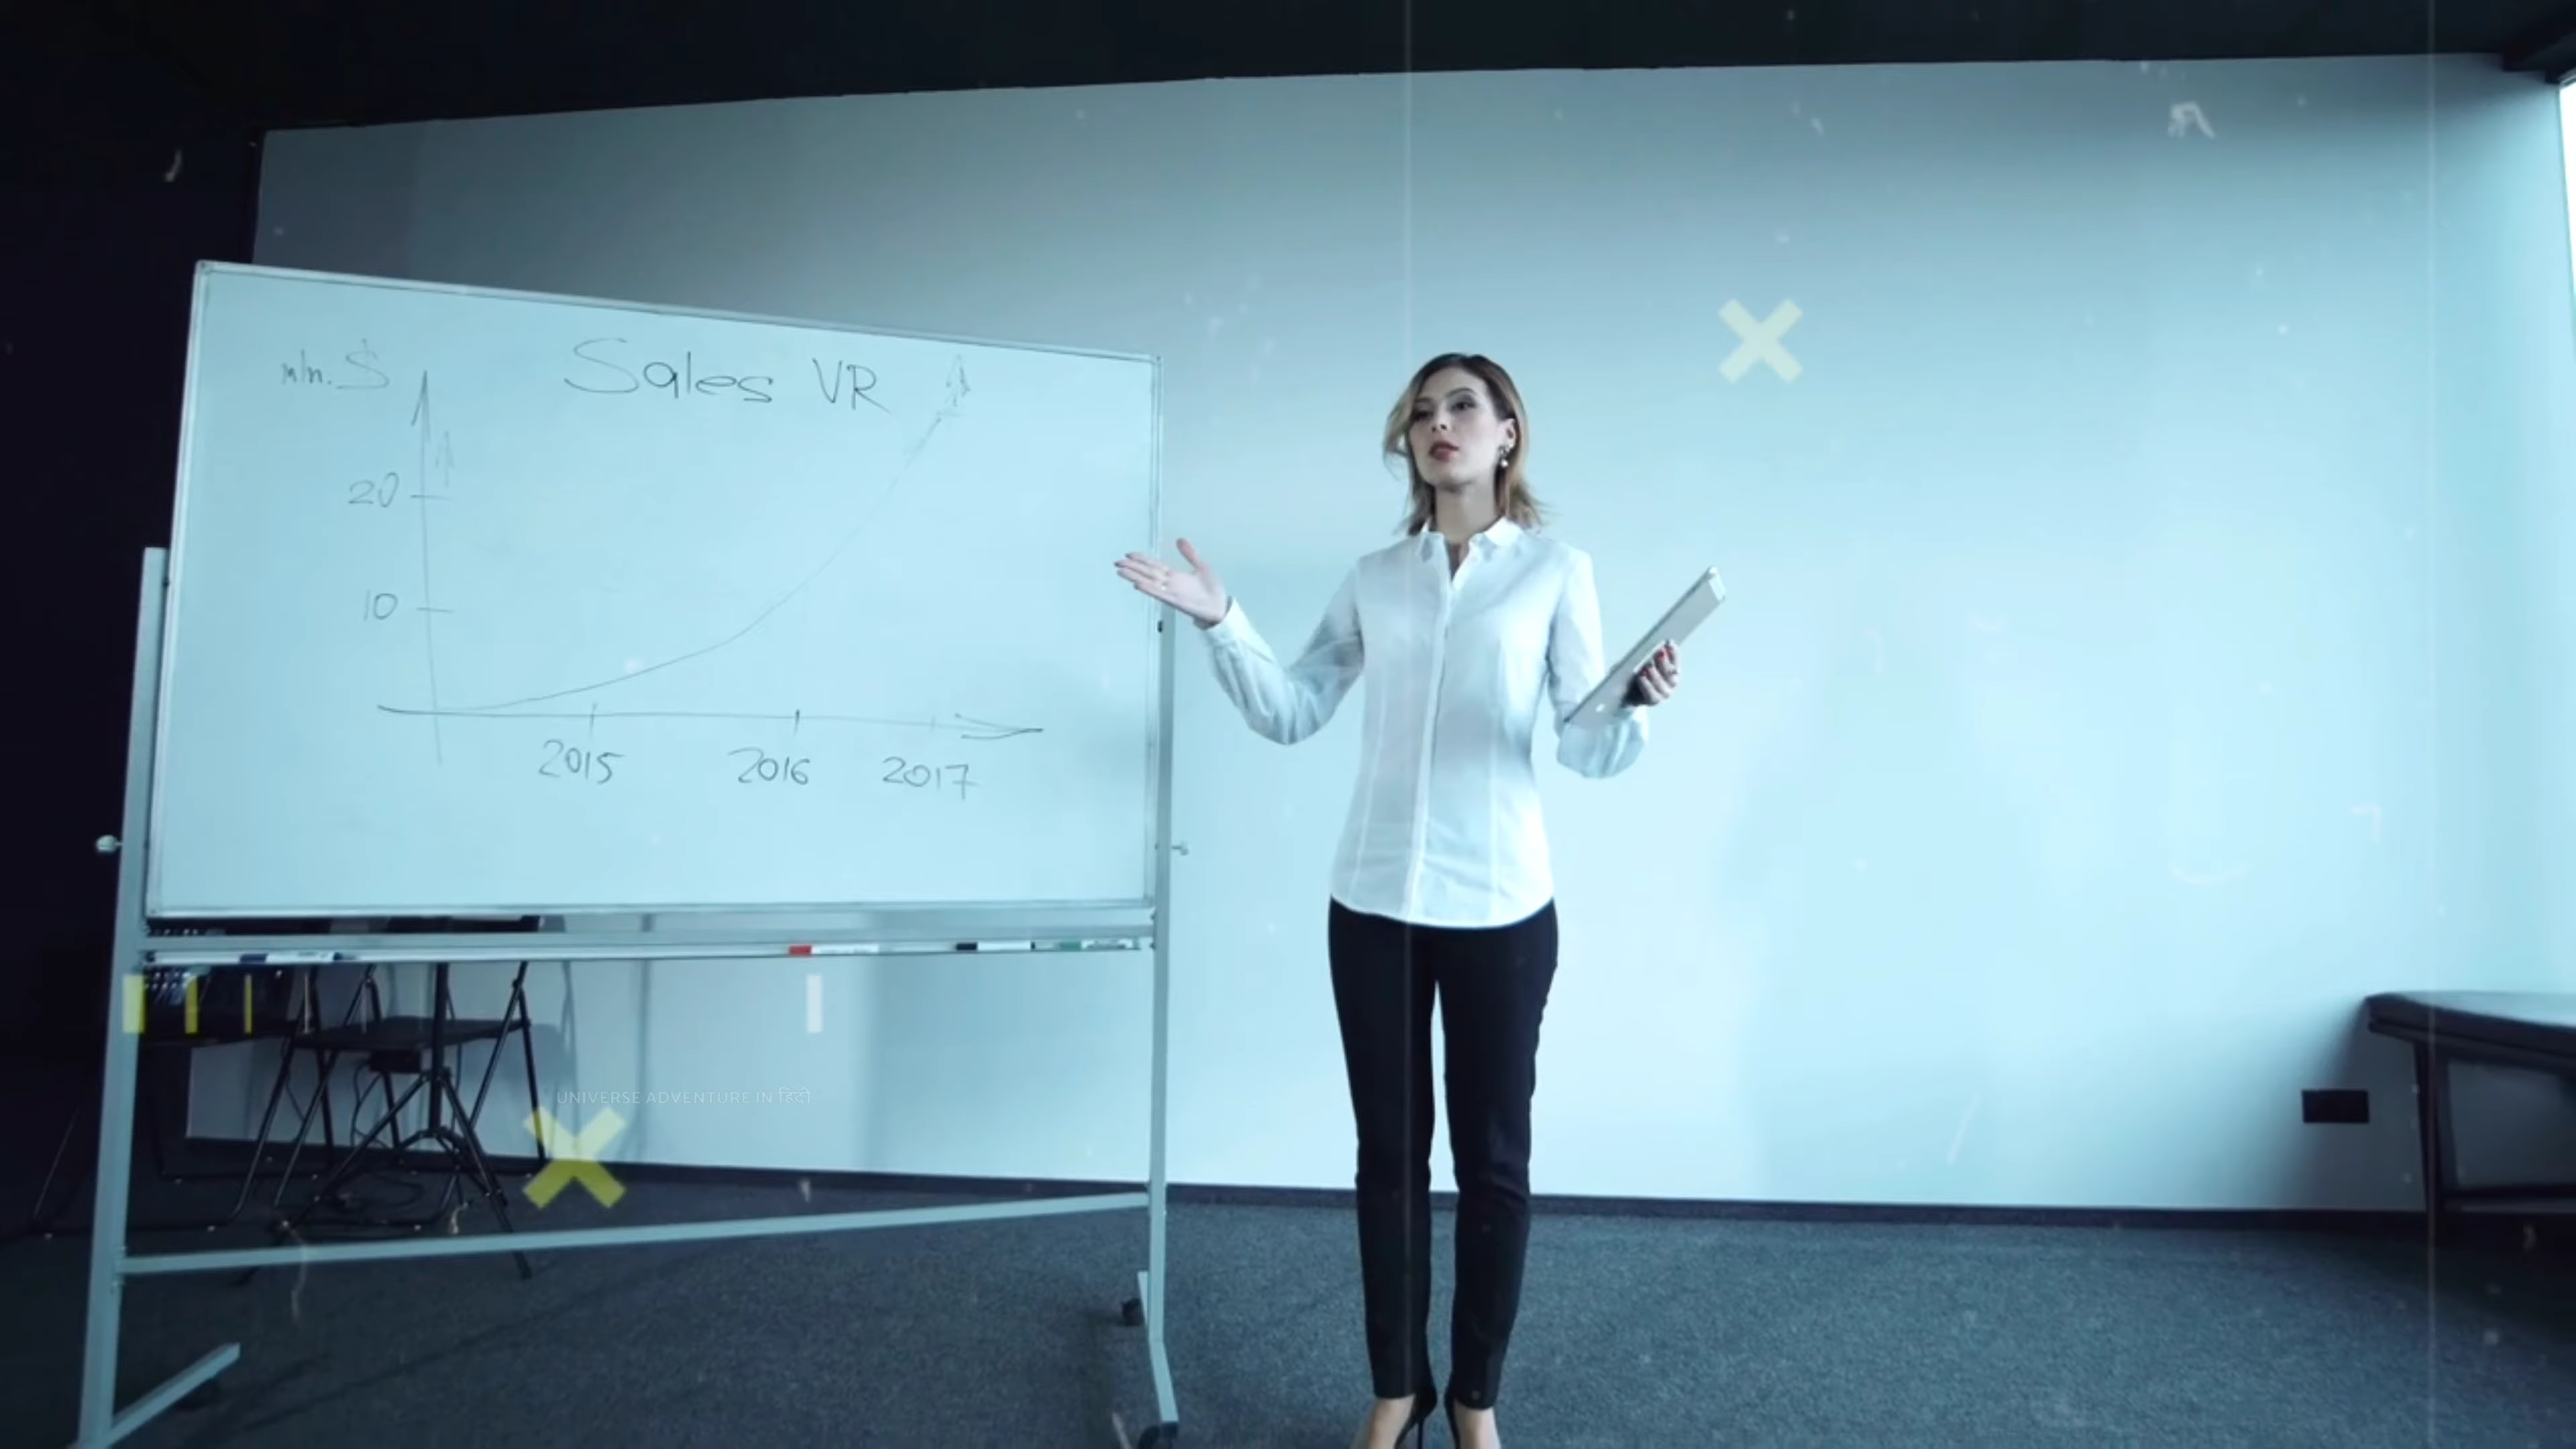 mln. $
Sales VR
20
10
2015 2016 2017
UNIVERSE ADVENTURE IN हिंदी